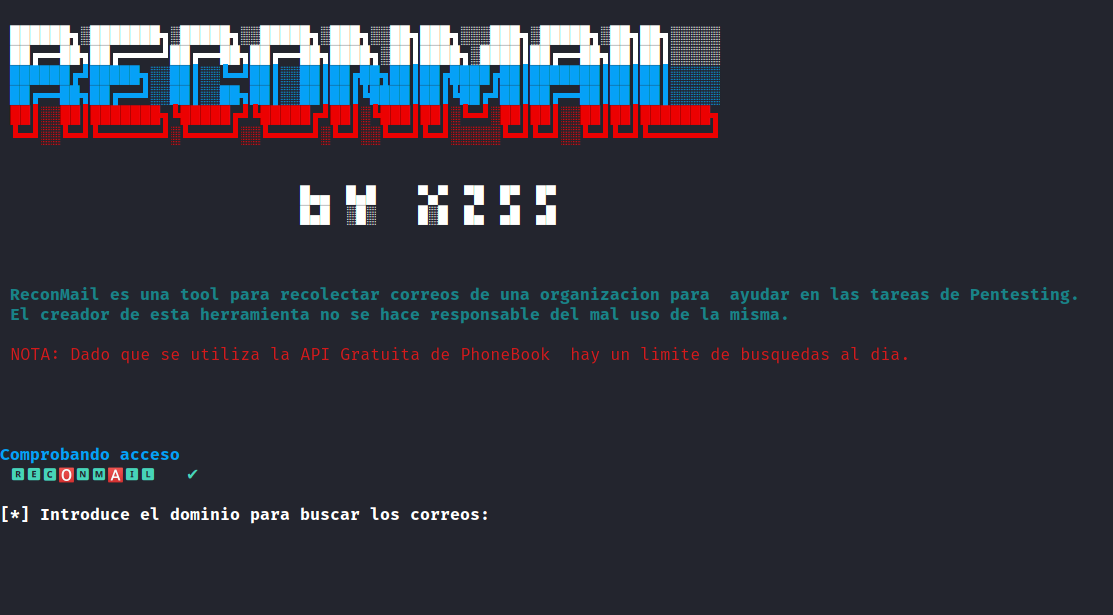 RECONMAIL
by X255
ReconMail es una tool para recolectar correos de una organizacion para  ayudar en las tareas de Pentesting.
El creador de esta herramienta no se hace responsable del mal uso de la misma.
NOTA: Dado que se utiliza la API Gratuita de PhoneBook  hay un limite de busquedas al dia.
Comprobando acceso
RECONMAIL ✔
[*] Introduce el dominio para buscar los correos: